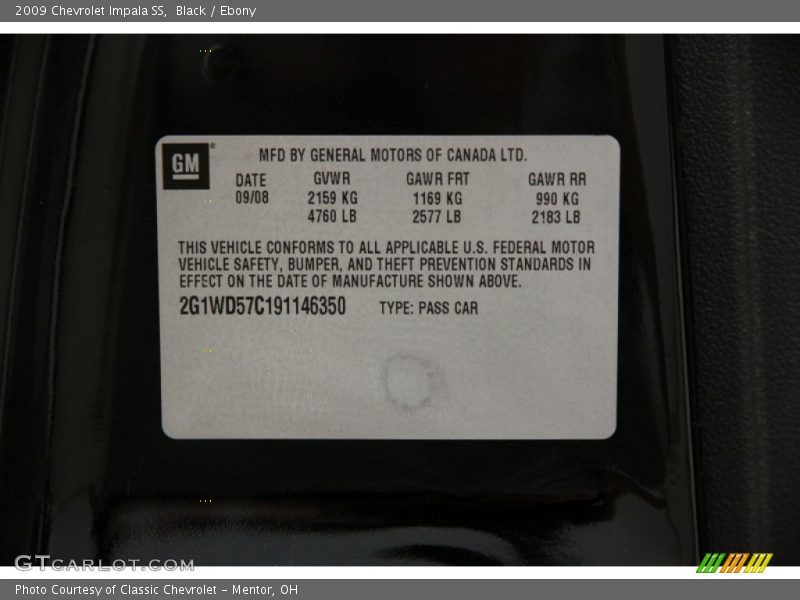 2009 Chevrolet Impala SS, Black / Ebony
GM
MFD BY GENERAL MOTORS OF CANADA LTD.
DATE GVWR GAWR FRT GAWR RR
09/08 2159 KG 1169 KG 990 KG
4760 LB 2577 LB 2183 LB
THIS VEHICLE CONFORMS TO ALL APPLICABLE U.S. FEDERAL MOTOR
VEHICLE SAFETY, BUMPER, AND THEFT PREVENTION STANDARDS IN
EFFECT ON THE DATE OF MANUFACTURE SHOWN ABOVE.
2G1WD57C191146350 TYPE: PASS CAR
GTCARLOT.COM
Photo Courtesy of Classic Chevrolet - Mentor, OH